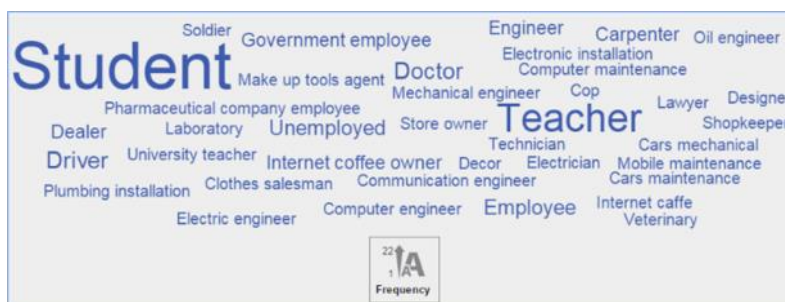 Soldier
Government employee
Engineer
Carpenter
Oil engineer
Student
Electronic installation
Make up tools agent
Doctor
Computer maintenance
Mechanical engineer
Cop
Lawyer
Designe
Pharmaceutical company employee
Dealer
Laboratory
Unemployed
Store owner
Teacher
Shopkeeper
Technician
Cars mechanical
Driver
University teacher
Internet coffee owner
Decor
Electrician
Mobile maintenance
Plumbing installation
Clothes salesman
Communication engineer
Cars maintenance
Electric engineer
Computer engineer
Employee
Internet caffe
Veterinary
22
1
A
A
Frequency